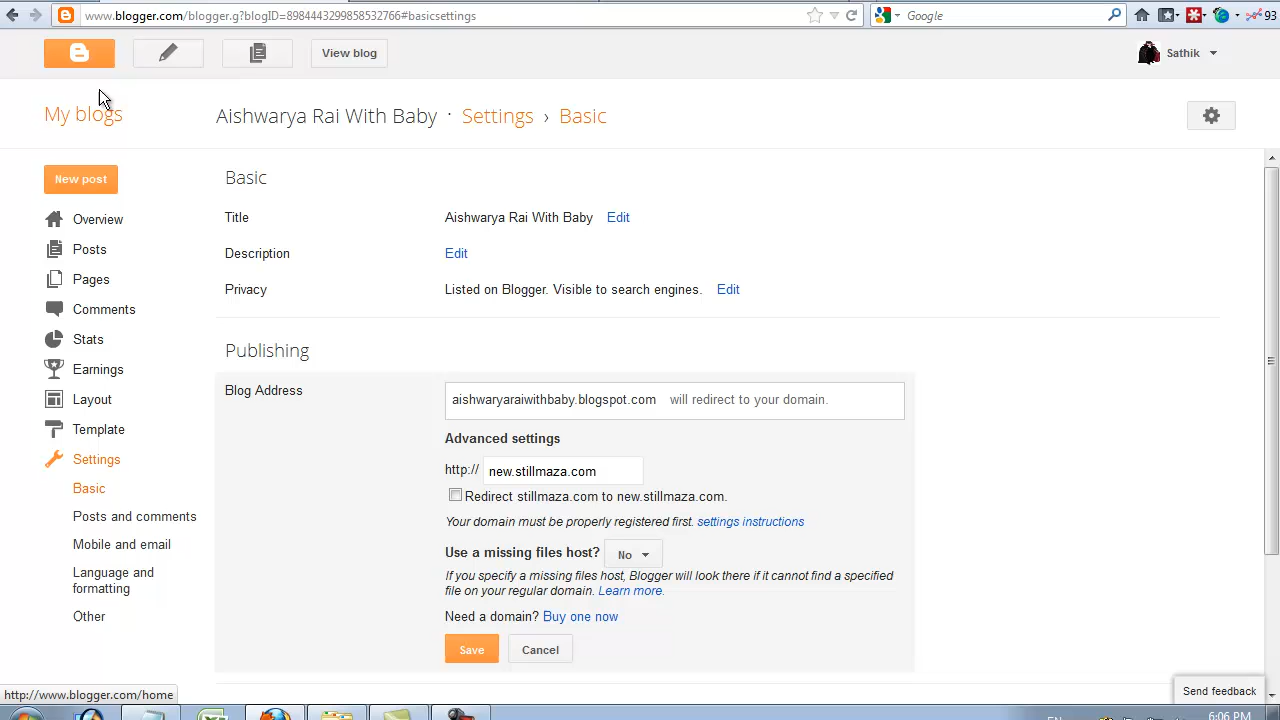 www.blogger.com/blogger.g?blogID=8984443299858532766#basicsettings
Google
93
View blog
Sathik
My blogs
Aishwarya Rai With Baby · Settings › Basic
New post
Overview
Posts
Pages
Comments
Stats
Earnings
Layout
Template
Settings
Basic
Posts and comments
Mobile and email
Language and
formatting
Other
Basic
Title Aishwarya Rai With Baby Edit
Description Edit
Privacy Listed on Blogger. Visible to search engines. Edit
Publishing
Blog Address aishwaryaraiwithbaby.blogspot.com will redirect to your domain.
Advanced settings
http:// new.stillmaza.com
Redirect stillmaza.com to new.stillmaza.com.
Your domain must be properly registered first. settings instructions
Use a missing files host? No
If you specify a missing files host, Blogger will look there if it cannot find a specified
file on your regular domain. Learn more.
Need a domain? Buy one now
Save Cancel
Send feedback
http://www.blogger.com/home
EN
6:06 PM